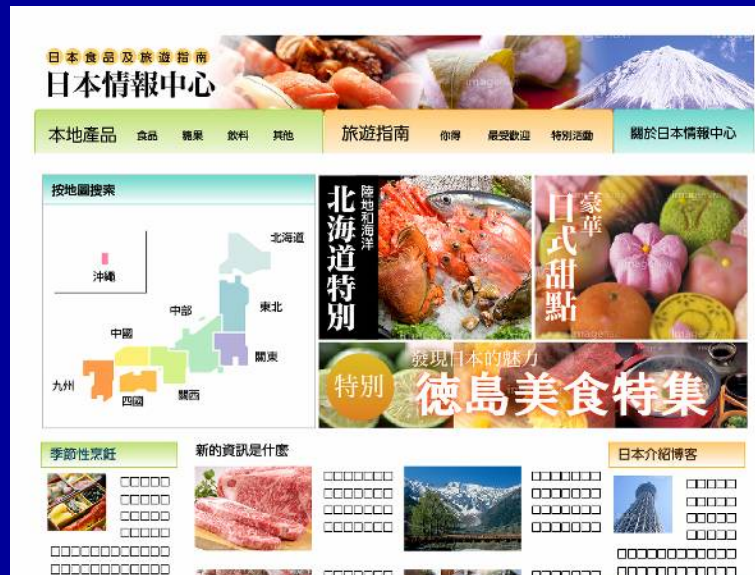 日本食品及旅遊指南
日本情報中心
本地產品 食品 糖果 飲料 其他 旅遊指南 你得 最受歡迎 特別活動 關於日本情報中心
按地圖搜索
北海道
沖繩
中部
東北
中國
關東
九州
四國
關西
陸地和海洋
北海道特別
豪華
日式甜點
特別
發現日本的魅力
徳島美食特集
季節性烹飪
新的資訊是什麼
日本介紹博客